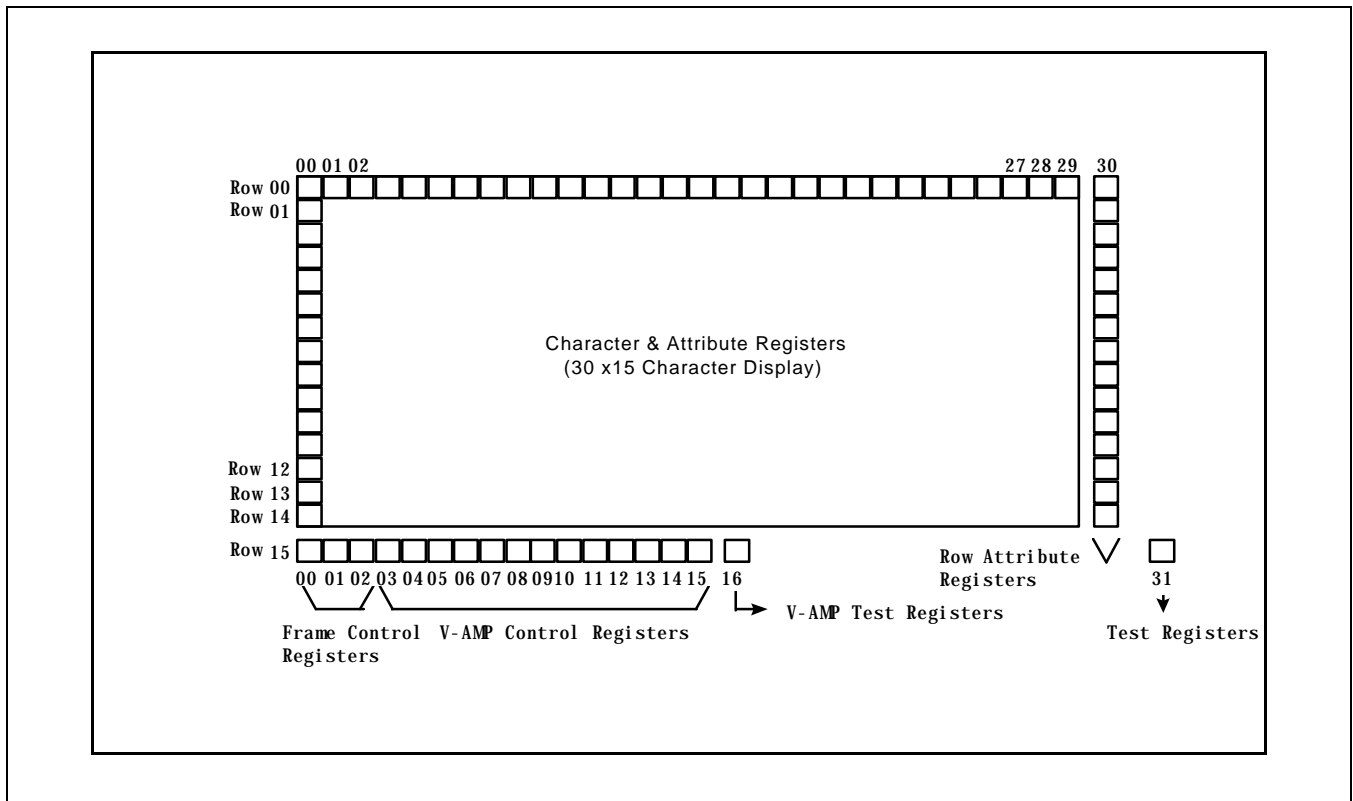 00 01 02 27 28 29 30
Row 00
Row 01
Character & Attribute Registers
(30 x15 Character Display)
Row 12
Row 13
Row 14
Row 15
00 01 02 03 04 05 06 07 08 09 10 11 12 13 14 15 16
Row Attribute
Registers
31
V-AMP Test Registers
Frame Control
Registers
V-AMP Control Registers
Test Registers